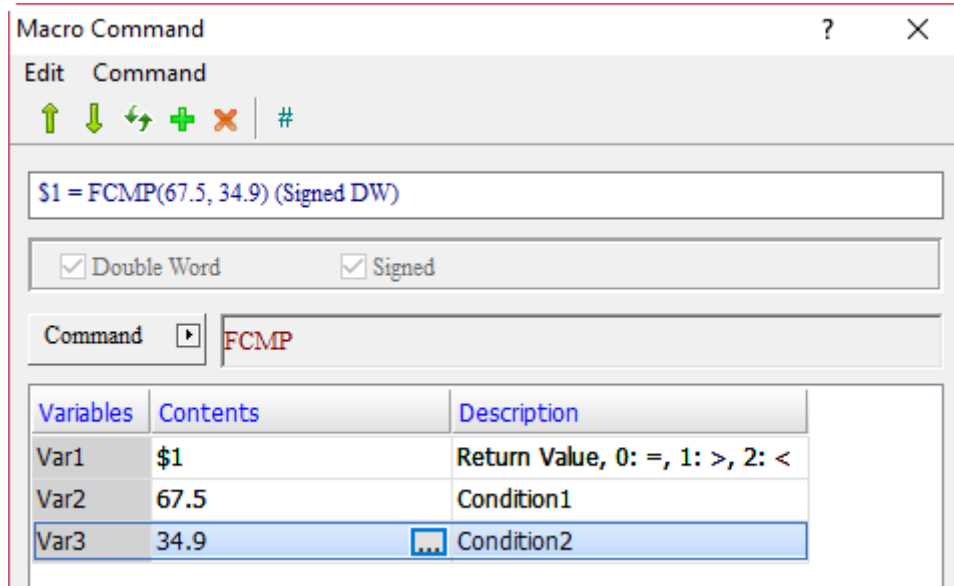 Macro Command ?
Edit Command
#
$1 = FCMP(67.5, 34.9) (Signed DW)
Double Word Signed
Command FCMP
Variables Contents Description
Var1 $1 Return Value, 0: =, 1: >, 2: <
Var2 67.5 Condition1
Var3 34.9 ... Condition2